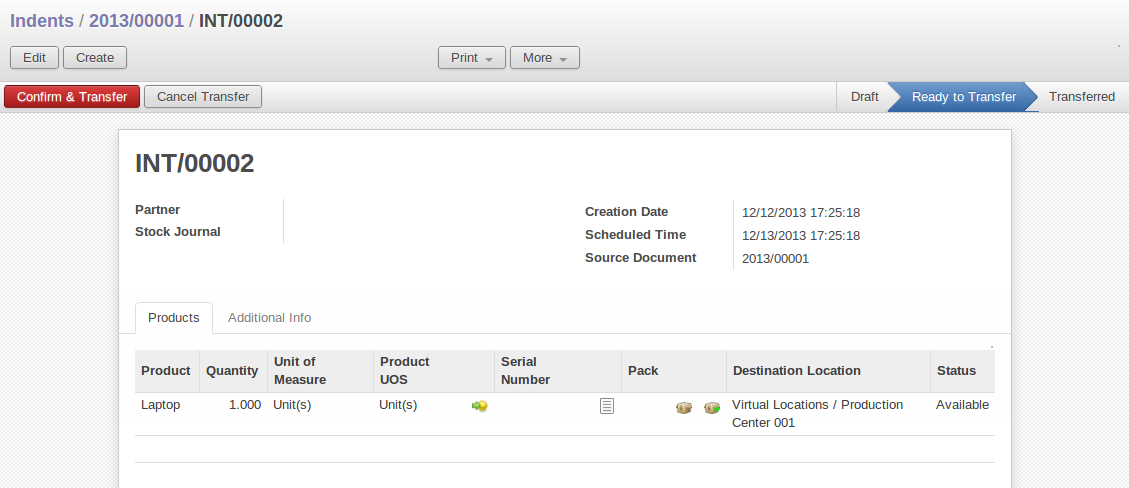 Indents / 2013/00001 / INT/00002
Edit Create Print More
Confirm & Transfer Cancel Transfer Draft Ready to Transfer Transferred
INT/00002
Partner
Stock Journal
Creation Date 12/12/2013 17:25:18
Scheduled Time 12/13/2013 17:25:18
Source Document 2013/00001
Products Additional Info
Product Quantity Unit of Measure Product UOS Serial Number Pack Destination Location Status
Laptop 1.000 Unit(s) Unit(s) Virtual Locations / Production Available
Center 001